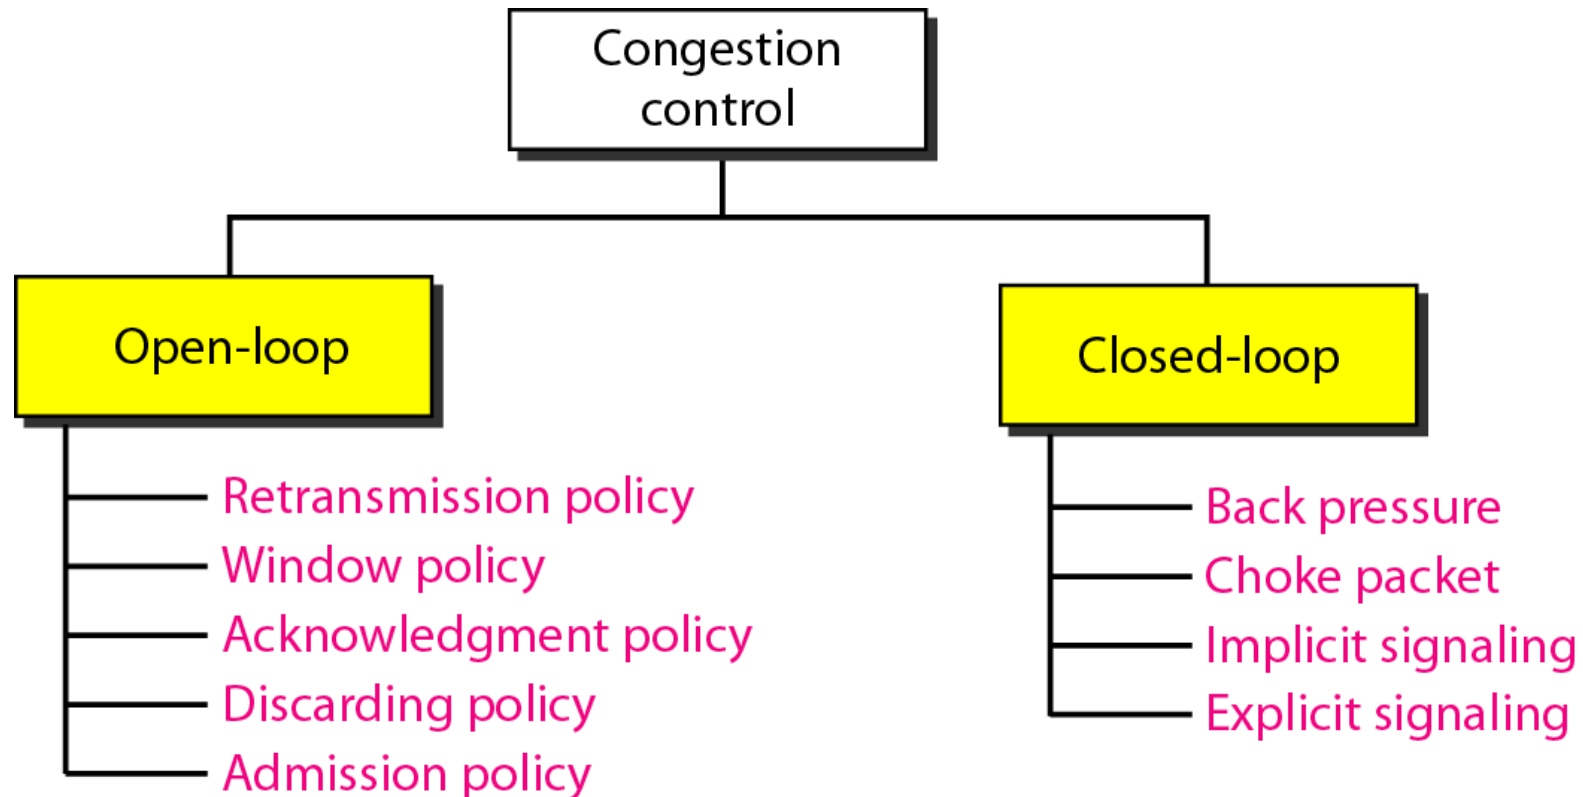 Congestion
control
Open-loop
Closed-loop
Retransmission policy
Window policy
Acknowledgment policy
Discarding policy
Admission policy
Back pressure
Choke packet
Implicit signaling
Explicit signaling